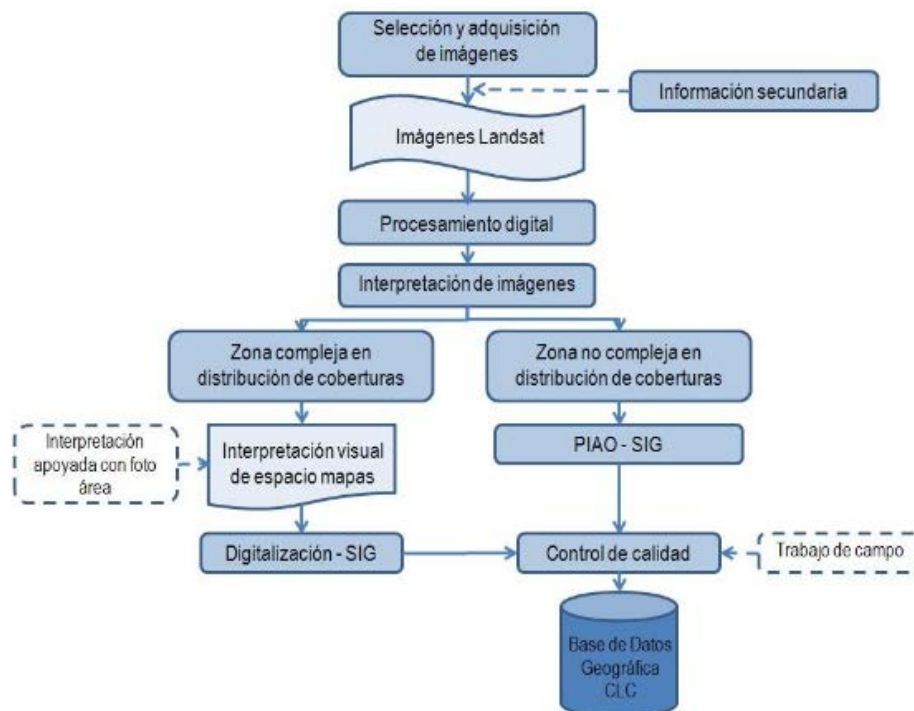 Selección y adquisición
de imágenes
Información secundaria
Imágenes Landsat
Procesamiento digital
Interpretación de imágenes
Zona compleja en
distribución de coberturas
Zona no compleja en
distribución de coberturas
Interpretación
apoyada con foto
área
Interpretación visual
de espacio mapas
PIAO - SIG
Digitalización - SIG
Control de calidad
Trabajo de campo
Base de Datos
Geográfica
CLC